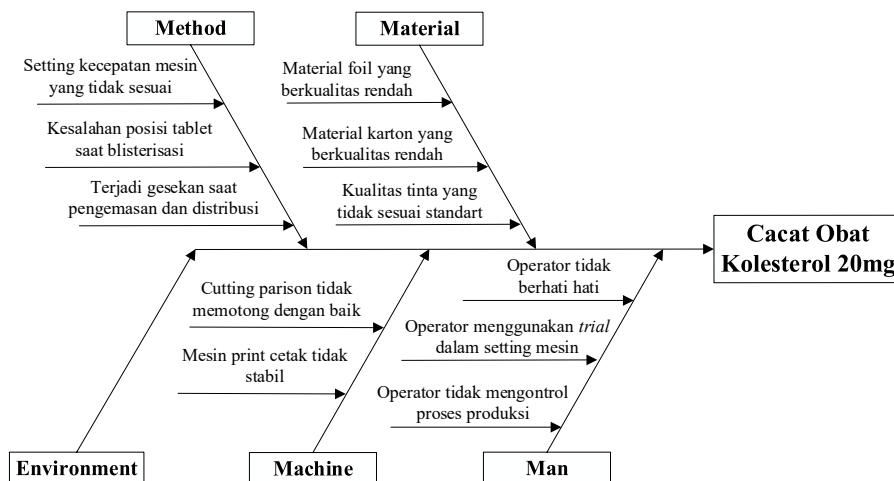 Method
Material
Setting kecepatan mesin
yang tidak sesuai
Kesalahan posisi tablet
saat blisterisasi
Terjadi gesekan saat
pengemasan dan distribusi
Material foil yang
berkualitas rendah
Material karton yang
berkualitas rendah
Kualitas tinta yang
tidak sesuai standart
Cacat Obat
Kolesterol 20mg
Cutting parison tidak
memotong dengan baik
Mesin print cetak tidak
stabil
Operator tidak
berhati hati
Operator menggunakan trial
dalam setting mesin
Operator tidak mengontrol
proses produksi
Environment
Machine
Man